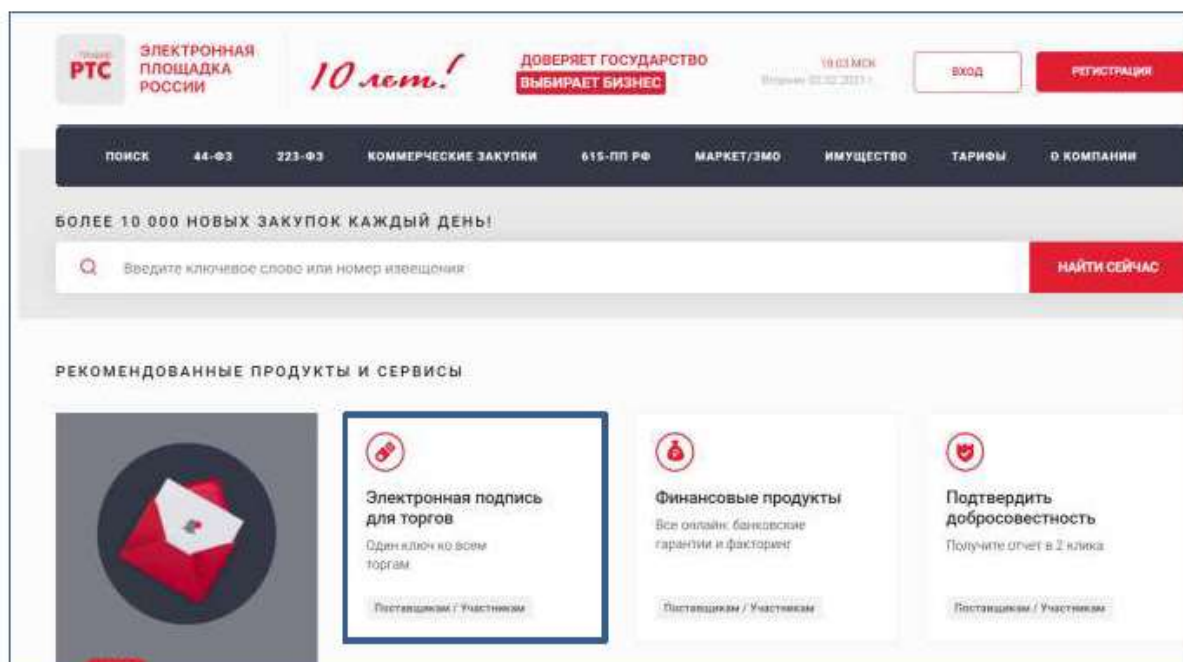 РТС
ЭЛЕКТРОННАЯ
ПЛОЩАДКА
РОССИИ
10 лет!
ДОВЕРЯЕТ ГОСУДАРСТВО
ВЫБИРАЕТ БИЗНЕС
МСК
ВХОД
РЕГИСТРАЦИЯ
ПОИСК 44-ФЗ 223-ФЗ КОММЕРЧЕСКИЕ ЗАКУПКИ 615-ПП РФ МАРКЕТ/ЗМО ИМУЩЕСТВО ТАРИФЫ О КОМПАНИИ
БОЛЕЕ 10 000 НОВЫХ ЗАКУПОК КАЖДЫЙ ДЕНЬ!
Введите ключевое слово или номер извещения
НАЙТИ СЕЙЧАС
РЕКОМЕНДОВАННЫЕ ПРОДУКТЫ И СЕРВИСЫ
Электронная подпись
для торгов
Один ключ ко всем
торгам
Поставщикам / Участникам
Финансовые продукты
Все онлайн: банковские
гарантии и факторинг
Поставщикам / Участникам
Подтвердить
добросовестность
Получите отчет в 2 клика
Поставщикам / Участникам